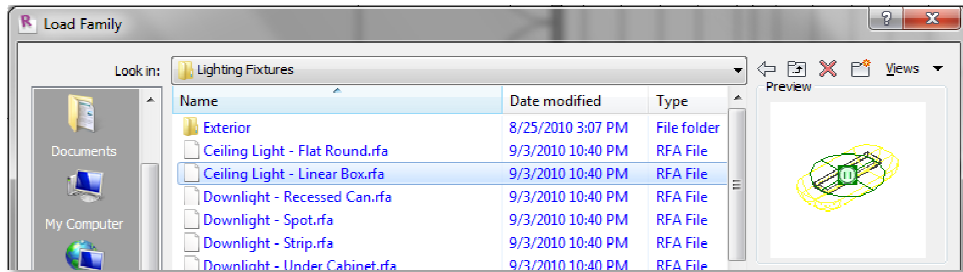 Load Family
Look in: Lighting Fixtures Views
Preview
Name Date modified Type
Exterior 8/25/2010 3:07 PM File folder
Ceiling Light - Flat Round.rfa 9/3/2010 10:40 PM RFA File
Ceiling Light - Linear Box.rfa 9/3/2010 10:40 PM RFA File
Downlight - Recessed Can.rfa 9/3/2010 10:40 PM RFA File
Downlight - Spot.rfa 9/3/2010 10:40 PM RFA File
Downlight - Strip.rfa 9/3/2010 10:40 PM RFA File
Downlight - Under Cabinet.rfa 9/3/2010 10:40 PM RFA File
Documents
My Computer